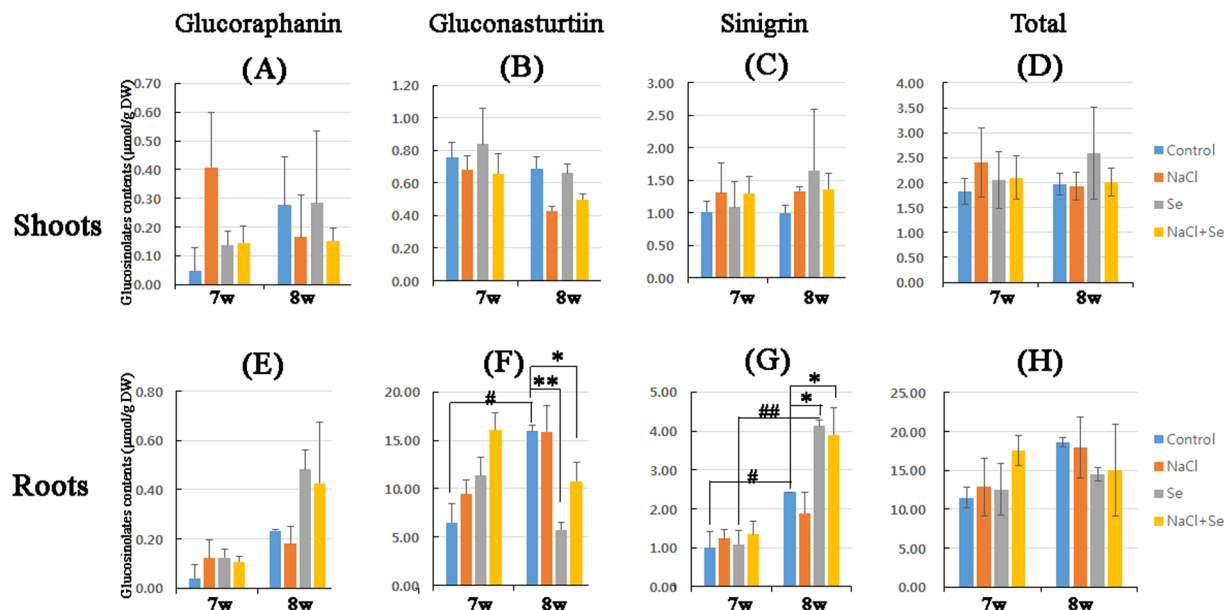 Glucoraphanin Gluconasturtiin Sinigrin Total
(A) (B) (C) (D)
Shoots
Glucosinolates contents (μmol/g DW)
0.70
0.60
0.50
0.40
0.30
0.20
0.10
0.00
7w 8w
1.20
1.00
0.80
0.60
0.40
0.20
0.00
7w 8w
3.00
2.50
2.00
1.50
1.00
0.50
0.00
7w 8w
4.00
3.50
3.00
2.50
2.00
1.50
1.00
0.50
0.00
7w 8w
Control
NaCl
Se
NaCl+Se
(E) (F) (G) (H)
Roots
Glucosinolates contents (μmol/g DW)
0.80
0.60
0.40
0.20
0.00
7w 8w
20.00
15.00
10.00
5.00
0.00
*
**
#
7w 8w
5.00
4.00
3.00
2.00
1.00
0.00
*
*
##
#
7w 8w
25.00
20.00
15.00
10.00
5.00
0.00
7w 8w
Control
NaCl
Se
NaCl+Se